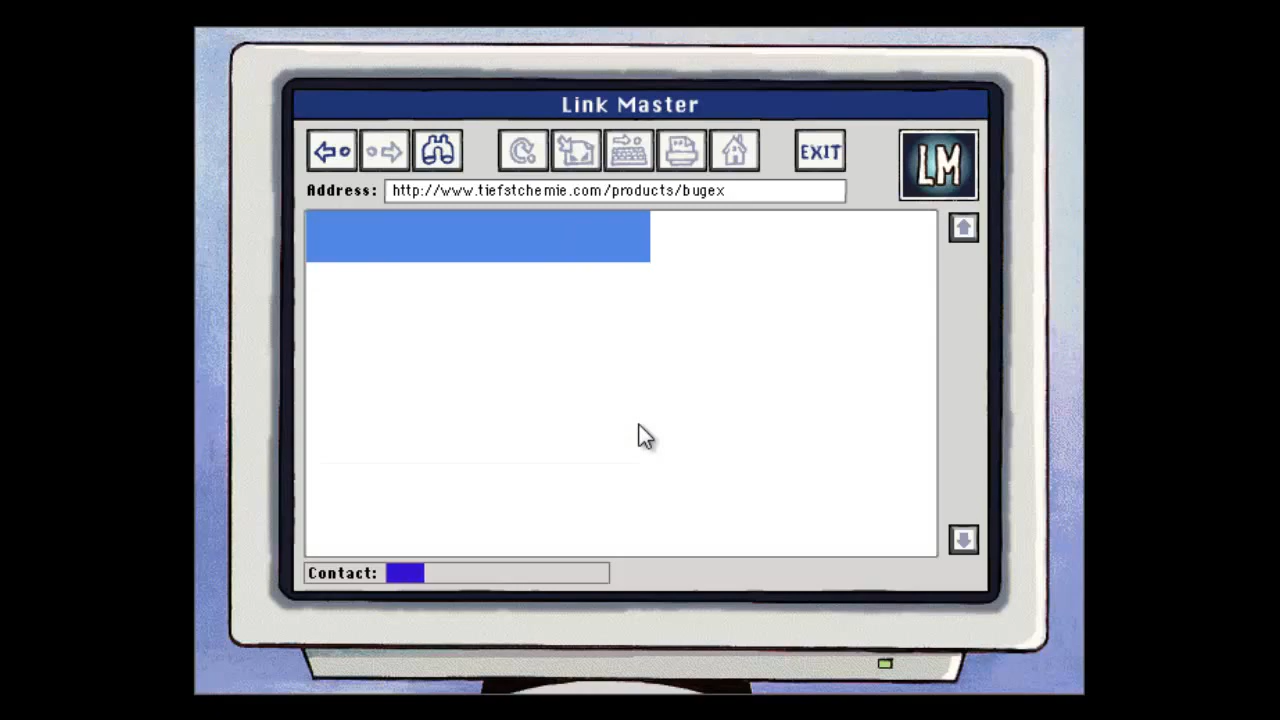 Link Master
EXIT
LM
Address: http://www.tiefstchemie.com/products/bugex
Contact: